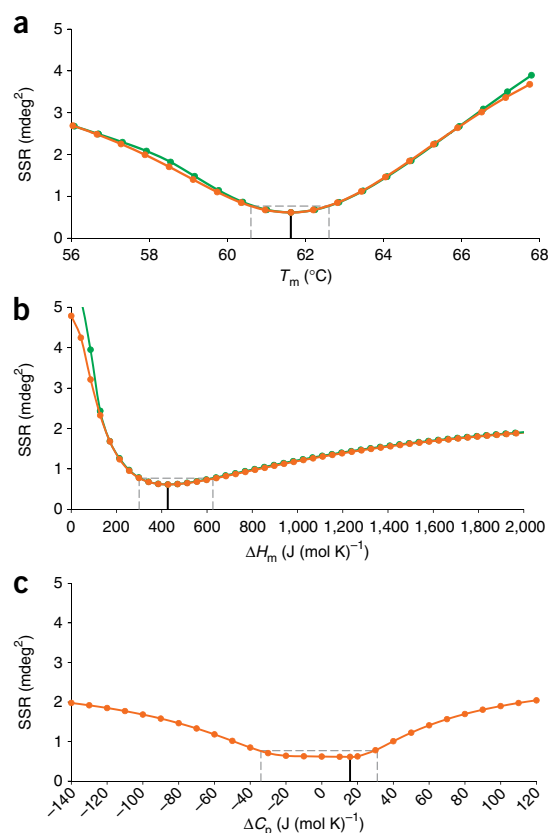 a
SSR (mdeg²)
5
4
3
2
1
0
56 58 60 62 64 66 68
Tm (°C)
b
SSR (mdeg²)
5
4
3
2
1
0
0 200 400 600 800 1,000 1,200 1,400 1,600 1,800 2,000
ΔHm (J (mol K)⁻¹
c
SSR (mdeg²)
5
4
3
2
1
0
–140 –120 –100 –80 –60 –40 –20 0 20 40 60 80 100 120
ΔCp (J (mol K)⁻¹